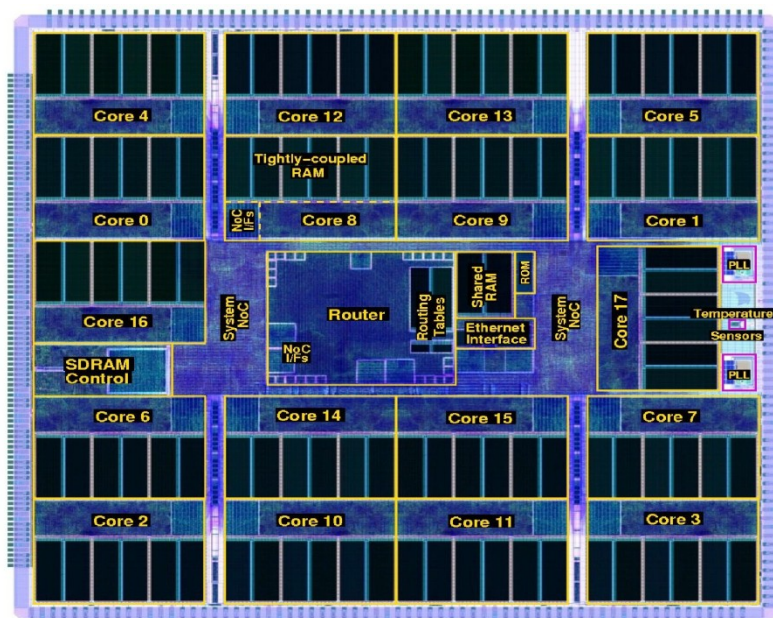 Core 4
Core 12
Core 13
Core 5
Tightly-coupled
RAM
Core 0
NoC
I/Fs
Core 8
Core 9
Core 1
Core 16
SDRAM
Control
System
NoC
Router
NoC
I/Fs
Routing
Tables
Shared
RAM
ROM
Ethernet
Interface
System
NoC
Core 17
PLL
Temperature
Sensors
PLL
Core 6
Core 14
Core 15
Core 7
Core 2
Core 10
Core 11
Core 3